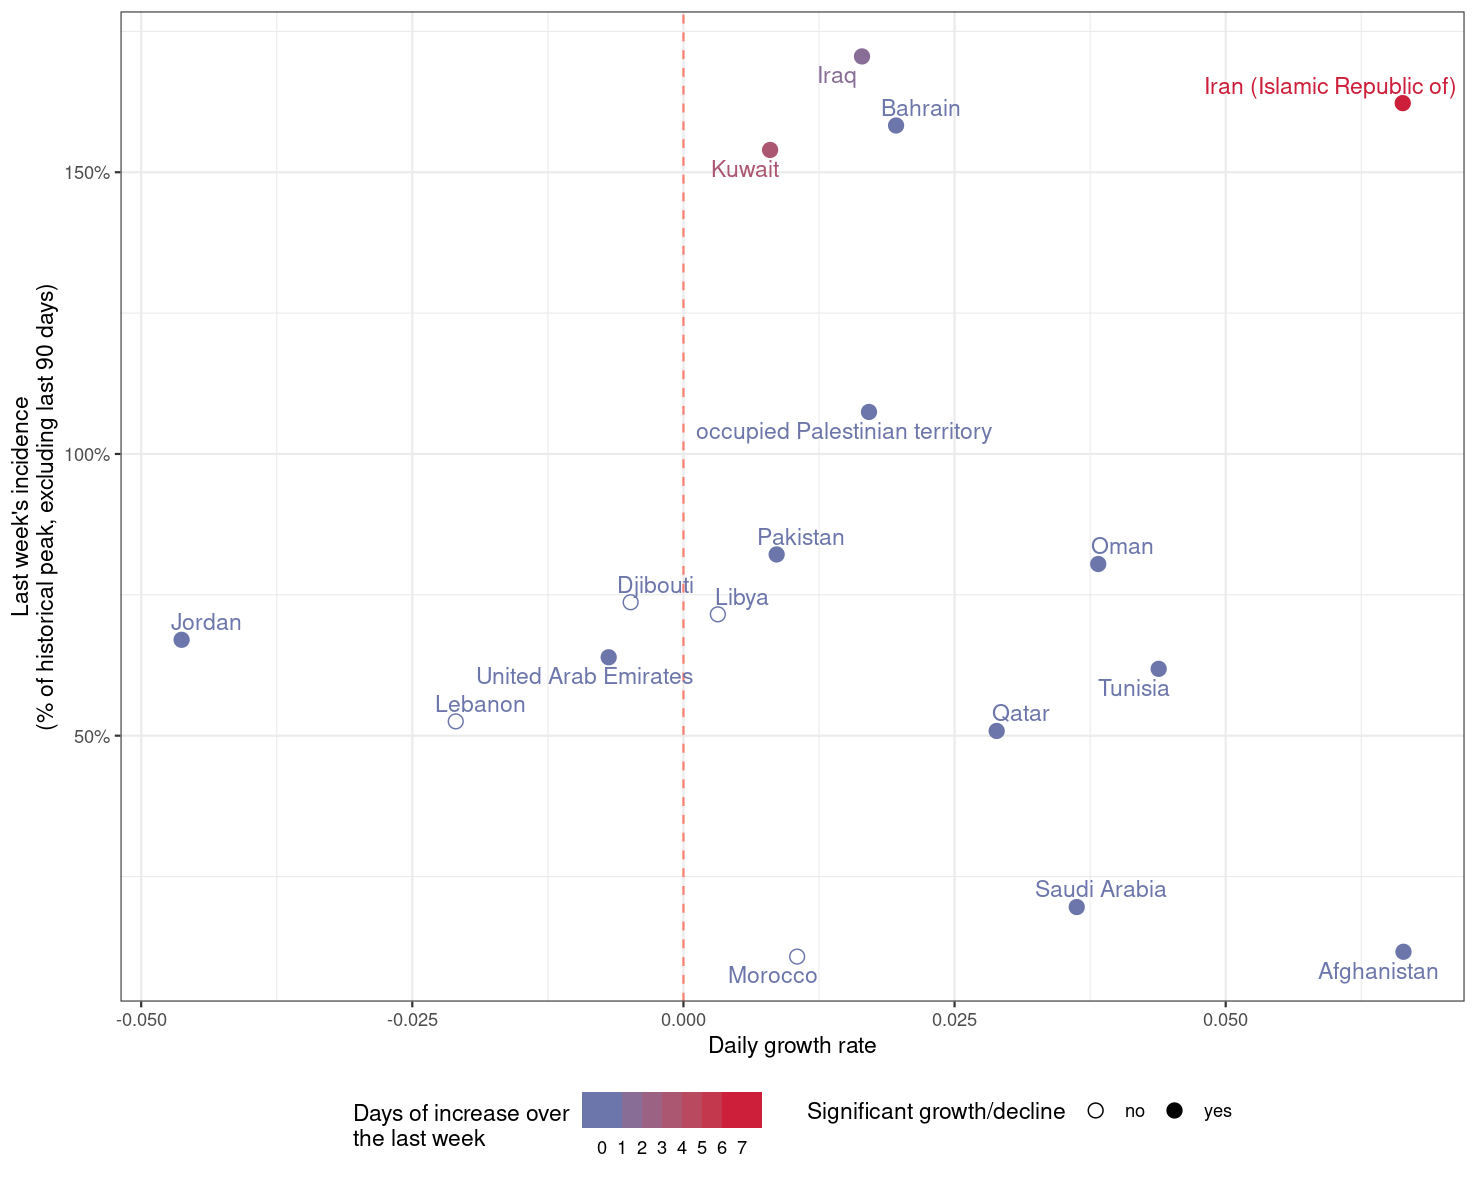 Iraq
Iran (Islamic Republic of)
Bahrain
Kuwait
150%
occupied Palestinian territory
100%
Last week's incidence
(% of historical peak, excluding last 90 days)
Pakistan
Oman
Djibouti
Libya
Jordan
United Arab Emirates
Tunisia
Lebanon
Qatar
50%
Saudi Arabia
Afghanistan
Morocco
-0.050
-0.025
0.000
0.025
0.050
Daily growth rate
Days of increase over
the last week
0 1 2 3 4 5 6 7
Significant growth/decline
no
yes